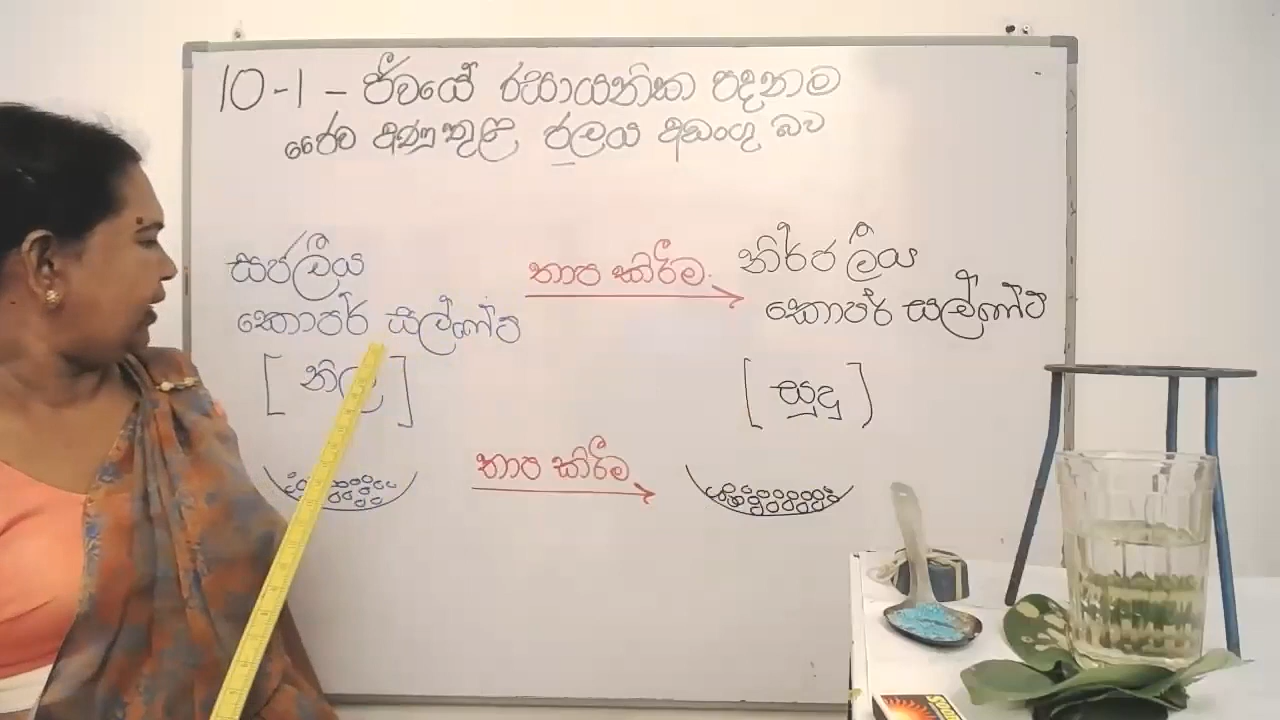 10-1 - ජීවයේ රසායනික පදනම
ජෛව අණු තුළ ජලය අඩංගු බව
සජලීය
කොපර් සල්ෆේට්
[ නිල් ]
තාප කිරීම
නිර්ජලීය
කොපර් සල්ෆේට්
[ සුදු ]
තාප කිරීම